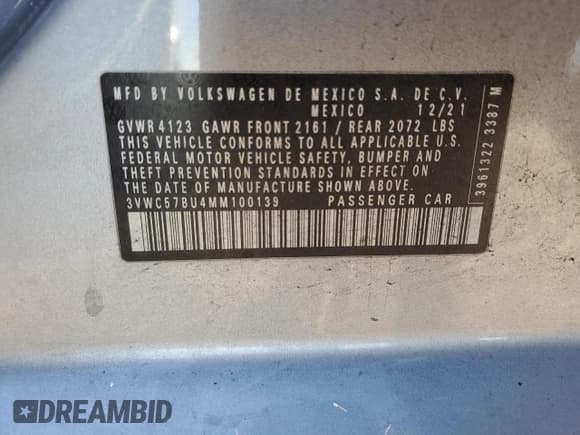 MFD BY VOLKSWAGEN DE MEXICO S.A. DE C.V.
MEXICO 12/21
GVWR 4123 GAWR FRONT 2161 / REAR 2072 LBS
THIS VEHICLE CONFORMS TO ALL APPLICABLE U.S.
FEDERAL MOTOR VEHICLE SAFETY, BUMPER AND
THEFT PREVENTION STANDARDS IN EFFECT ON
THE DATE OF MANUFACTURE SHOWN ABOVE
3VWC57BU4MM100139 PASSENGER CAR
3961322 3387 M
DREAMBID